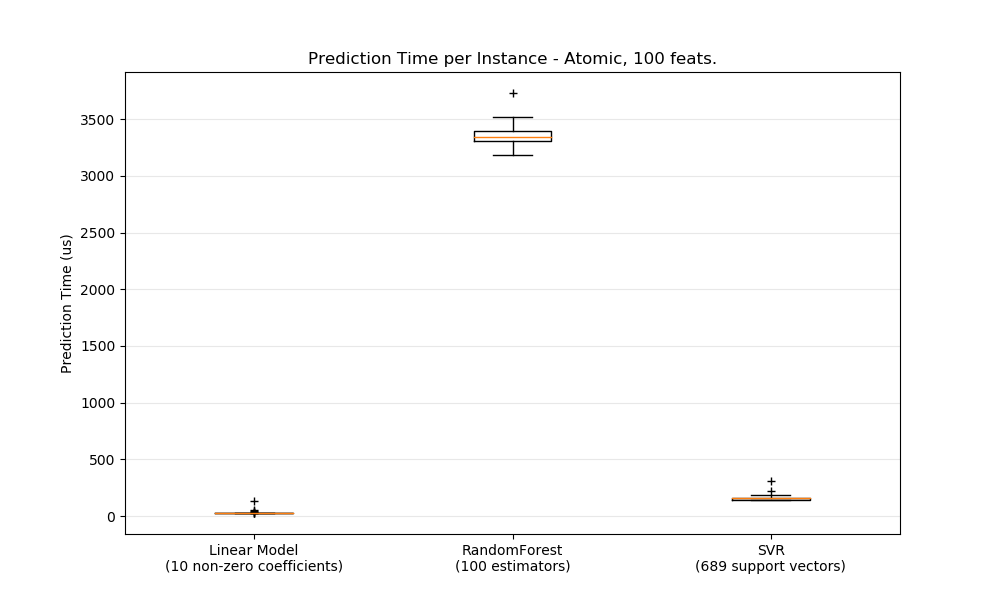 Prediction Time per Instance - Atomic, 100 feats.
Prediction Time (us)
3500
3000
2500
2000
1500
1000
500
0
Linear Model
(10 non-zero coefficients)
RandomForest
(100 estimators)
SVR
(689 support vectors)